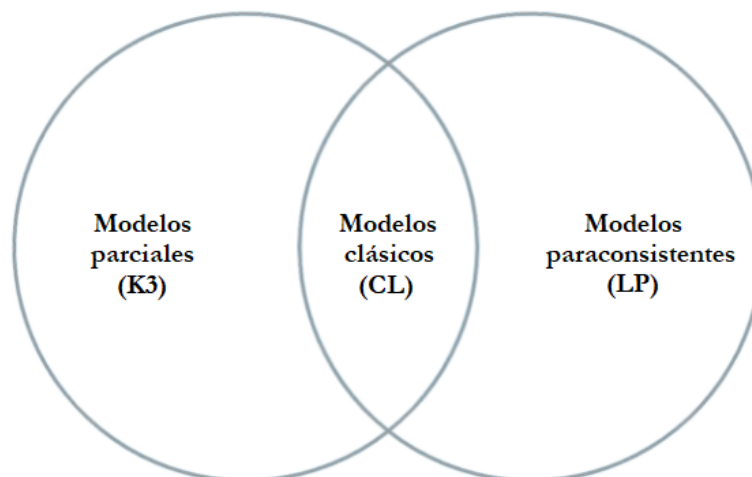 Modelos
parciales
(K3)
Modelos
clásicos
(CL)
Modelos
paraconsistentes
(LP)